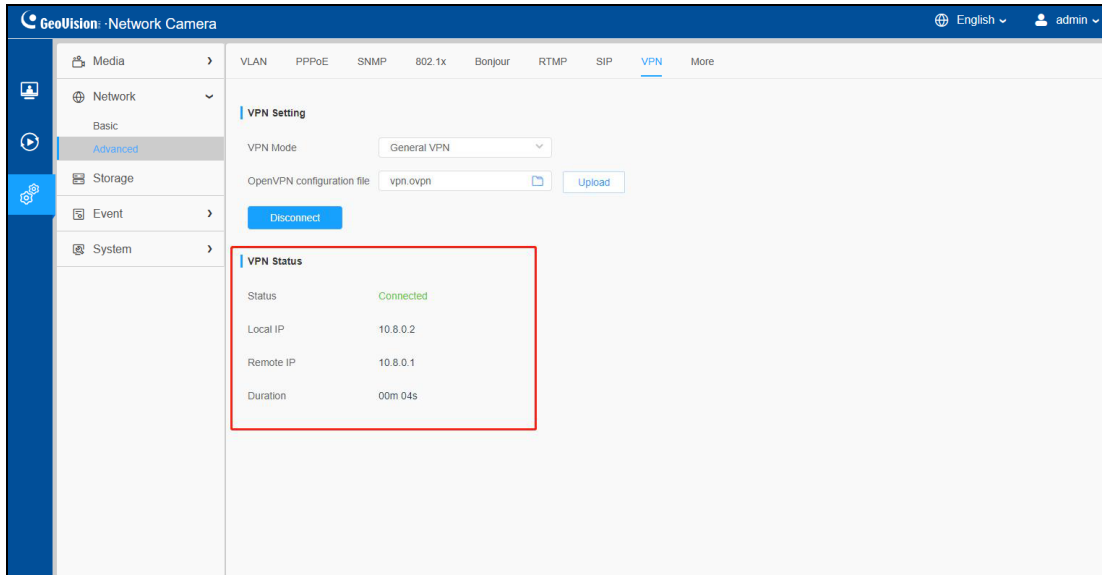 GeoVision: ·Network Camera
English
admin
Media
Network
Basic
Advanced
Storage
Event
System
VLAN PPPoE SNMP 802.1x Bonjour RTMP SIP VPN More
VPN Setting
VPN Mode General VPN
OpenVPN configuration file vpn.ovpn Upload
Disconnect
VPN Status
Status Connected
Local IP 10.8.0.2
Remote IP 10.8.0.1
Duration 00m 04s